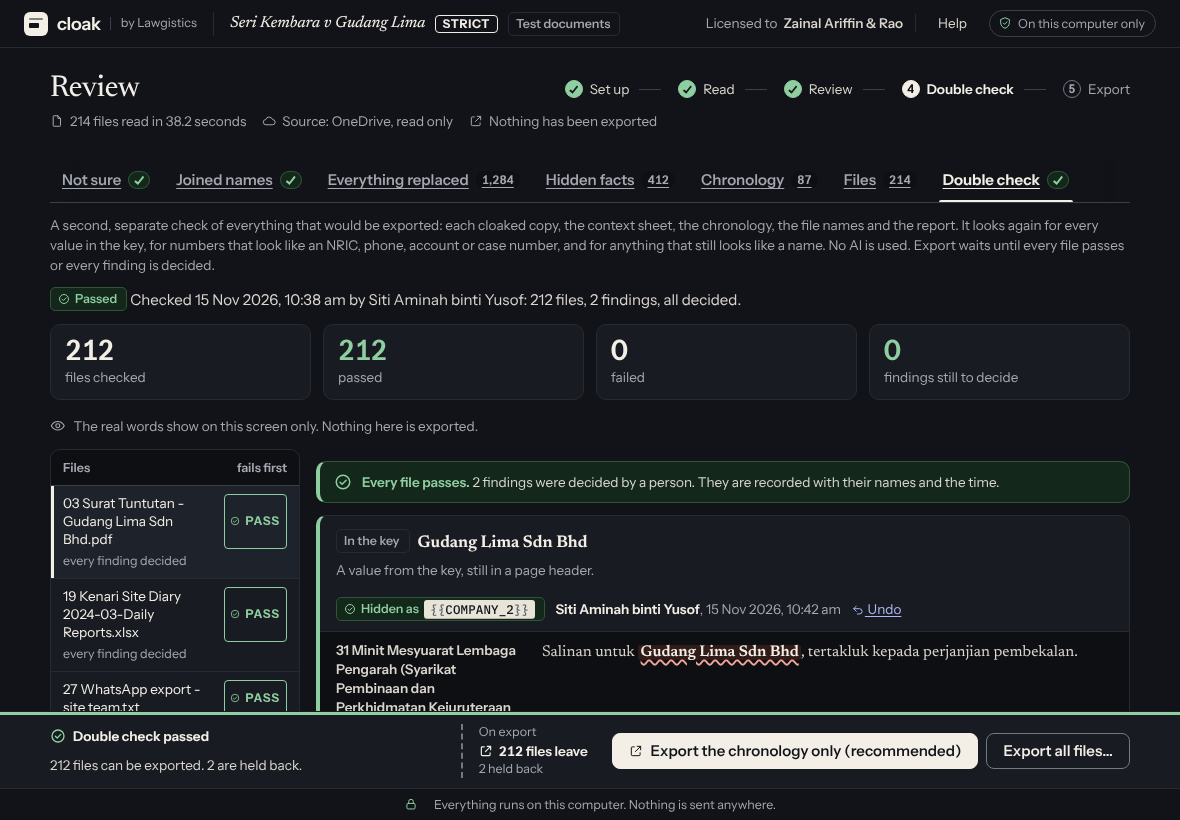 cloak by Lawgistics Seri Kembara v Gudang Lima STRICT Test documents Licensed to Zainal Ariffin & Rao Help On this computer only
Review
Set up Read Review 4 Double check 5 Export
214 files read in 38.2 seconds Source: OneDrive, read only Nothing has been exported
Not sure Joined names Everything replaced 1,284 Hidden facts 412 Chronology 87 Files 214 Double check
A second, separate check of everything that would be exported: each cloaked copy, the context sheet, the chronology, the file names and the report. It looks again for every
value in the key, for numbers that look like an NRIC, phone, account or case number, and for anything that still looks like a name. No AI is used. Export waits until every file passes
or every finding is decided.
Passed Checked 15 Nov 2026, 10:38 am by Siti Aminah binti Yusof: 212 files, 2 findings, all decided.
212
files checked
212
passed
0
failed
0
findings still to decide
The real words show on this screen only. Nothing here is exported.
Files fails first
03 Surat Tuntutan -
Gudang Lima Sdn
Bhd.pdf
every finding decided
PASS
19 Kenari Site Diary
2024-03-Daily
Reports.xlsx
every finding decided
PASS
27 WhatsApp export -
site team.txt
PASS
Every file passes. 2 findings were decided by a person. They are recorded with their names and the time.
In the key Gudang Lima Sdn Bhd
A value from the key, still in a page header.
Hidden as {{COMPANY_2}} Siti Aminah binti Yusof, 15 Nov 2026, 10:42 am Undo
31 Minit Mesyuarat Lembaga
Pengarah (Syarikat
Pembinaan dan
Perkhidmatan Kejuruteraan
Salinan untuk Gudang Lima Sdn Bhd, tertakluk kepada perjanjian pembekalan.
Double check passed
212 files can be exported. 2 are held back.
On export
212 files leave
2 held back
Export the chronology only (recommended) Export all files...
Everything runs on this computer. Nothing is sent anywhere.